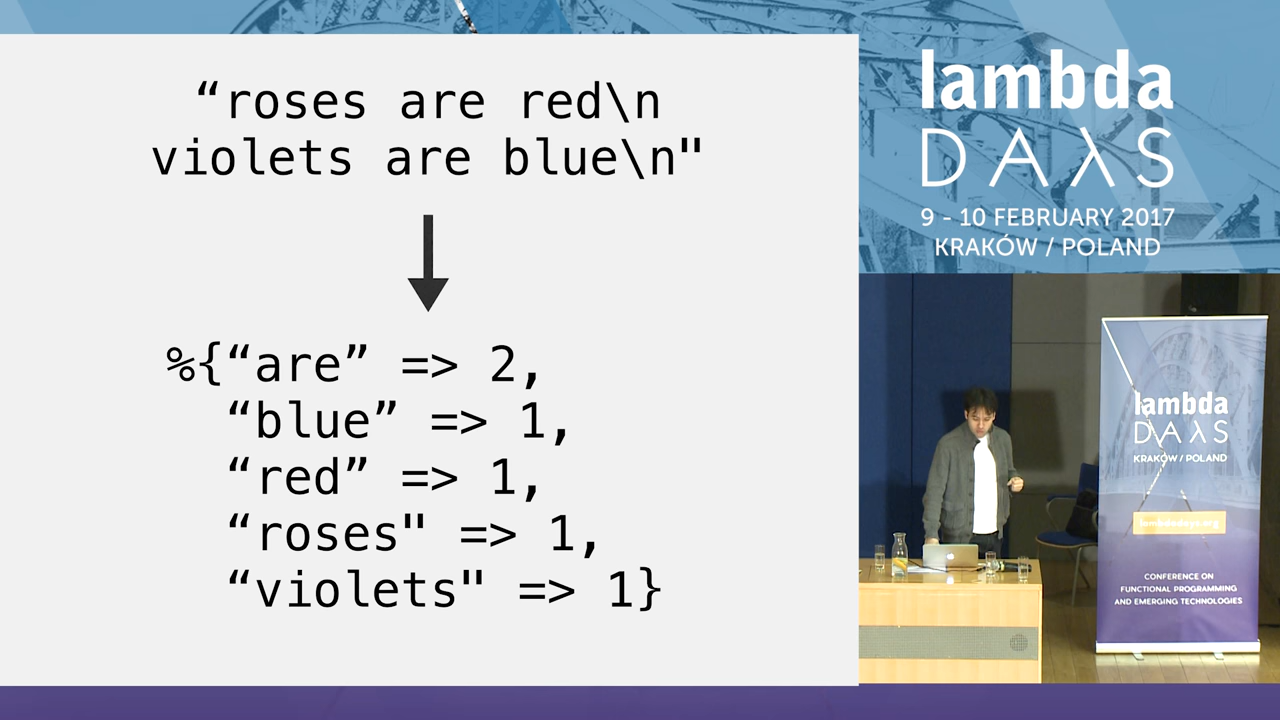 “roses are red\n
violets are blue\n"
%{“are” => 2,
“blue” => 1,
“red” => 1,
“roses" => 1,
“violets" => 1}
lambda
DAλS
9 - 10 FEBRUARY 2017
KRAKÓW / POLAND
lambda
DAλS
KRAKÓW / POLAND
lambdadays.org
CONFERENCE ON
FUNCTIONAL PROGRAMMING
AND EMERGING TECHNOLOGIES